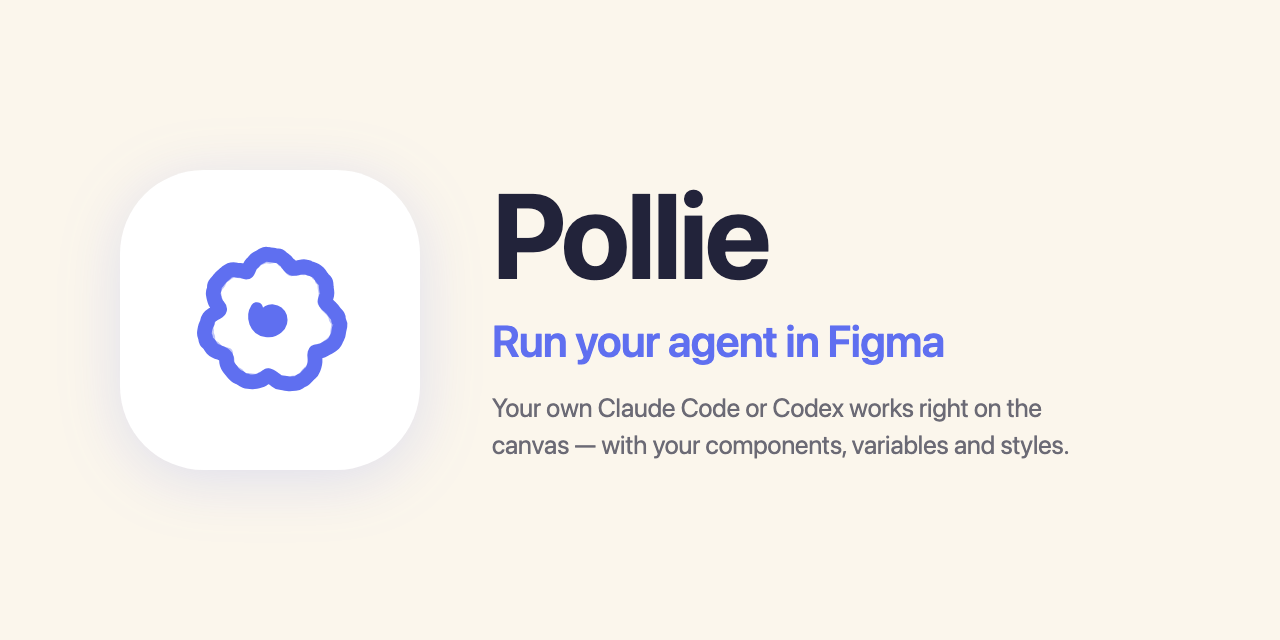 Pollie
Run your agent in Figma
Your own Claude Code or Codex works right on the
canvas — with your components, variables and styles.